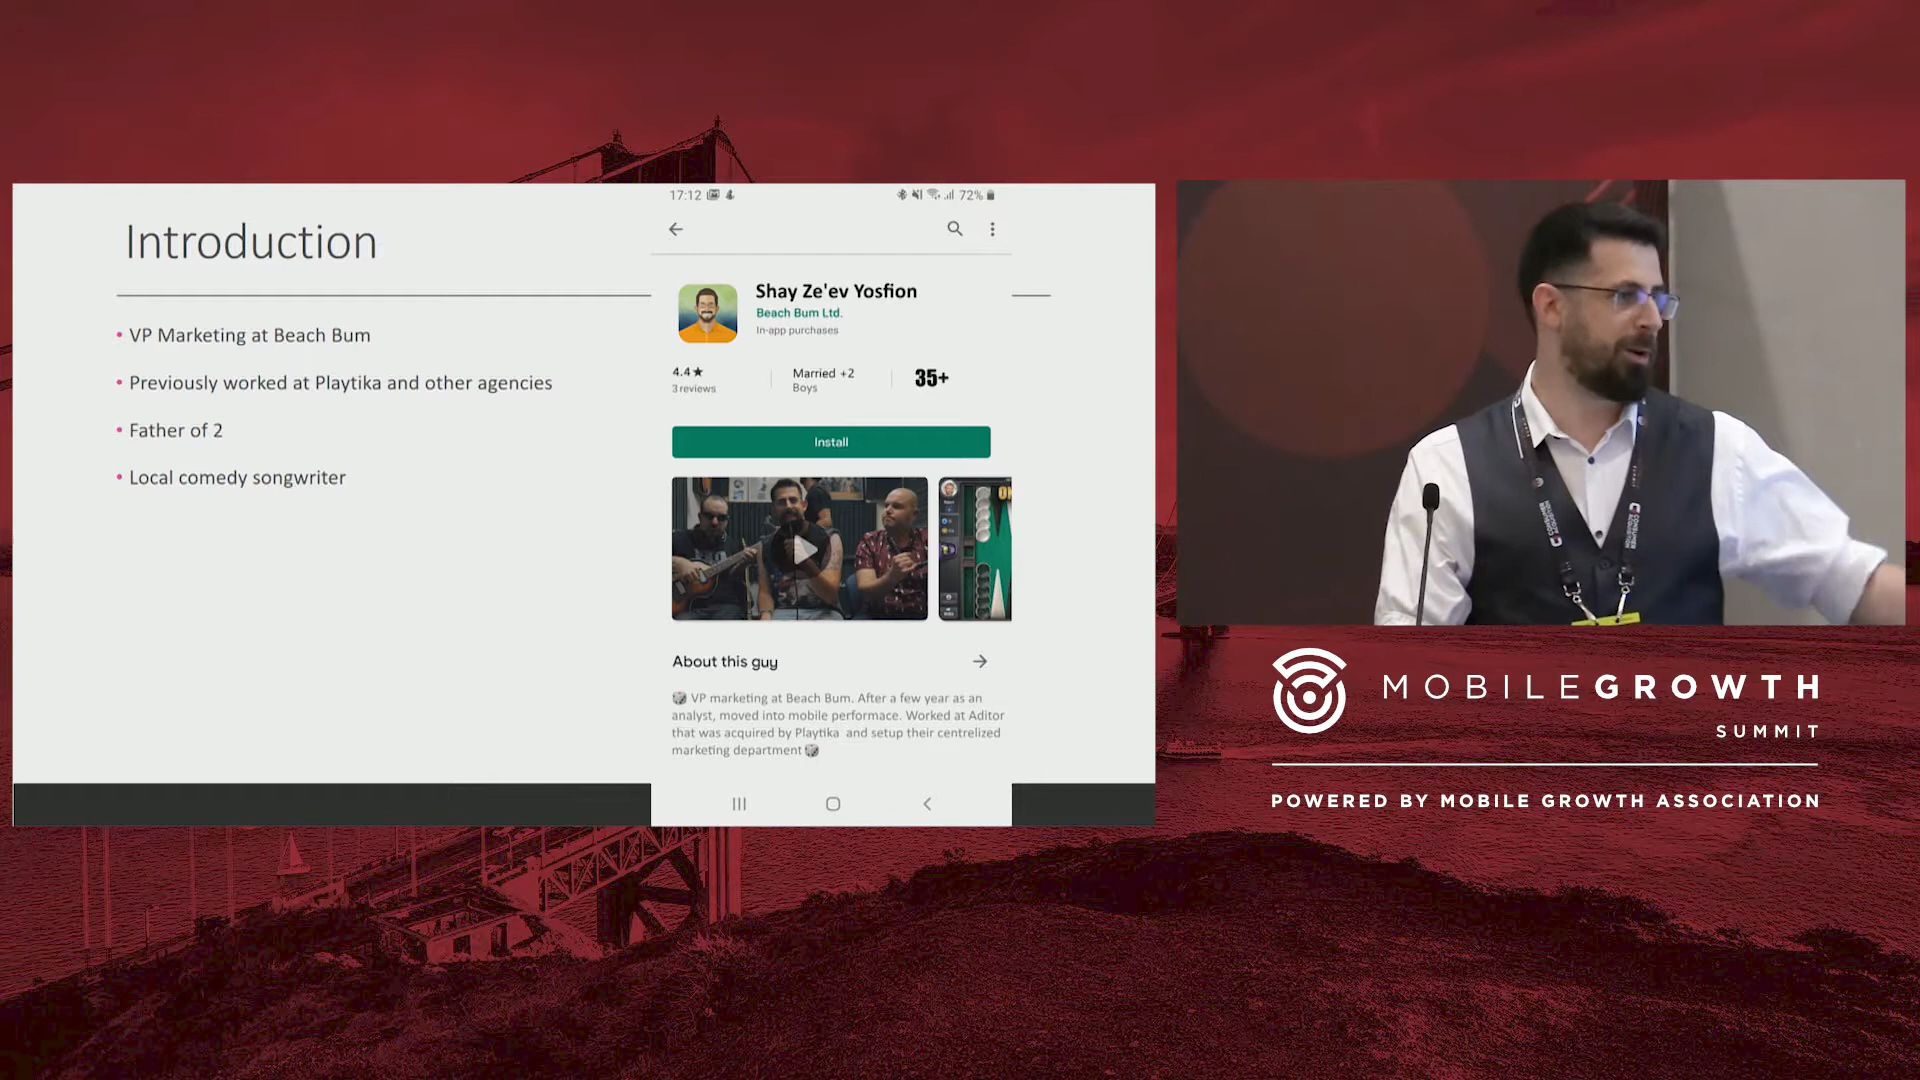 Introduction
• VP Marketing at Beach Bum
• Previously worked at Playtika and other agencies
• Father of 2
• Local comedy songwriter
17:12
72%
Shay Ze'ev Yosfion
Beach Bum Ltd.
In-app purchases
4.4★
3 reviews
Married +2
Boys
35+
Install
About this guy
VP marketing at Beach Bum. After a few year as an
analyst, moved into mobile performace. Worked at Aditor
that was acquired by Playtika and setup their centrelized
marketing department
MOBILEGROWTH
SUMMIT
POWERED BY MOBILE GROWTH ASSOCIATION